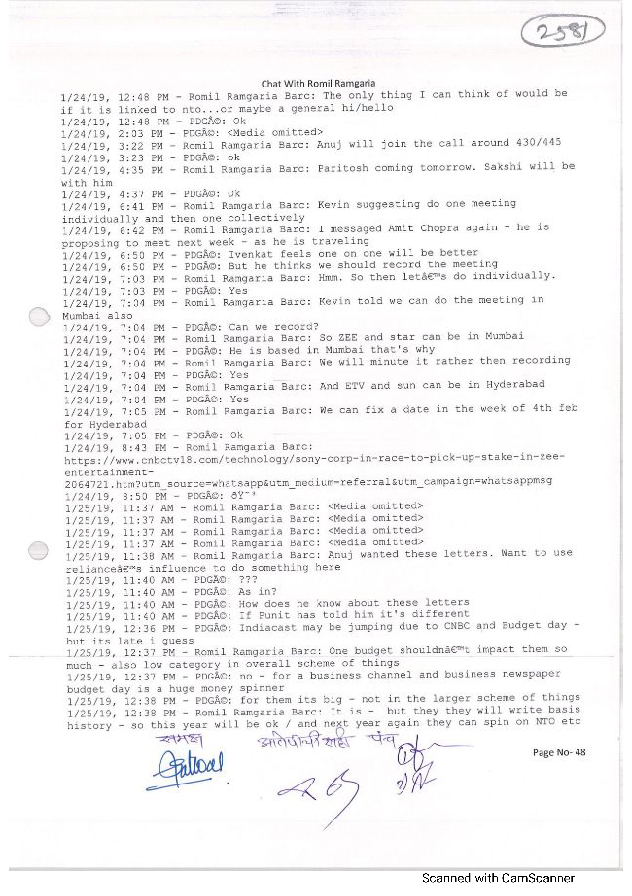 2581
Chat With Romil Ramgaria
1/24/19, 12:48 PM - Romil Ramgaria Barc: The only thing I can think of would be
if it is linked to nto...or maybe a general hi/hello
1/24/19, 12:48 PM - PDGÂ©: Ok
1/24/19, 2:03 PM - PDGÂ©: <Media omitted>
1/24/19, 3:22 PM - Romil Ramgaria Barc: Anuj will join the call around 430/445
1/24/19, 3:23 PM - PDGÂ©: ok
1/24/19, 4:35 PM - Romil Ramgaria Barc: Paritosh coming tomorrow. Sakshi will be
with him
1/24/19, 4:37 PM - PDGÂ©: Ok
1/24/19, 6:41 PM - Romil Ramgaria Barc: Kevin suggesting do one meeting
individually and then one collectively
1/24/19, 6:42 PM - Romil Ramgaria Barc: I messaged Amit Chopra again - he is
proposing to meet next week - as he is traveling
1/24/19, 6:50 PM - PDGÂ©: Ivenkat feels one on one will be better
1/24/19, 6:50 PM - PDGÂ©: But he thinks we should record the meeting
1/24/19, 7:03 PM - Romil Ramgaria Barc: Hmm. So then letâ€™s do individually.
1/24/19, 7:03 PM - PDGÂ©: Yes
1/24/19, 7:04 PM - Romil Ramgaria Barc: Kevin told we can do the meeting in
Mumbai also
1/24/19, 7:04 PM - PDGÂ©: Can we record?
1/24/19, 7:04 PM - Romil Ramgaria Barc: So ZEE and star can be in Mumbai
1/24/19, 7:04 PM - PDGÂ©: He is based in Mumbai that's why
1/24/19, 7:04 PM - Romil Ramgaria Barc: We will minute it rather then recording
1/24/19, 7:04 PM - PDGÂ©: Yes
1/24/19, 7:04 PM - Romil Ramgaria Barc: And ETV and sun can be in Hyderabad
1/24/19, 7:04 PM - PDGÂ©: Yes
1/24/19, 7:05 PM - Romil Ramgaria Barc: We can fix a date in the week of 4th feb
for Hyderabad
1/24/19, 7:05 PM - PDGÂ©: Ok
1/24/19, 8:43 PM - Romil Ramgaria Barc:
https://www.cnbctv18.com/technology/sony-corp-in-race-to-pick-up-stake-in-zee-
entertainment-
2064721.htm?utm_source=whatsapp&utm_medium=referral&utm_campaign=whatsappmsg
1/24/19, 8:50 PM - PDGÂ©:
1/25/19, 11:37 AM - Romil Ramgaria Barc: <Media omitted>
1/25/19, 11:37 AM - Romil Ramgaria Barc: <Media omitted>
1/25/19, 11:37 AM - Romil Ramgaria Barc: <Media omitted>
1/25/19, 11:37 AM - Romil Ramgaria Barc: <Media omitted>
1/25/19, 11:38 AM - Romil Ramgaria Barc: Anuj wanted these letters. Want to use
relianceâ€™s influence to do something here
1/25/19, 11:40 AM - PDGÂ©: ???
1/25/19, 11:40 AM - PDGÂ©: As in?
1/25/19, 11:40 AM - PDGÂ©: How does he know about these letters
1/25/19, 11:40 AM - PDGÂ©: If Punit has told him it's different
1/25/19, 12:36 PM - PDGÂ©: Indiacast may be jumping due to CNBC and Budget day -
but its late i guess
1/25/19, 12:37 PM - Romil Ramgaria Barc: One budget shouldnâ€™t impact them so
much - also low category in overall scheme of things
1/25/19, 12:37 PM - PDGÂ©: no - for a business channel and business newspaper
budget day is a huge money spinner
1/25/19, 12:38 PM - PDGÂ©: for them its big - not in the larger scheme of things
1/25/19, 12:38 PM - Romil Ramgaria Barc: It is - but they they will write basis
history - so this year will be ok / and next year again they can spin on NTO etc
समक्ष पंच
Page No- 48
Scanned with CamScanner